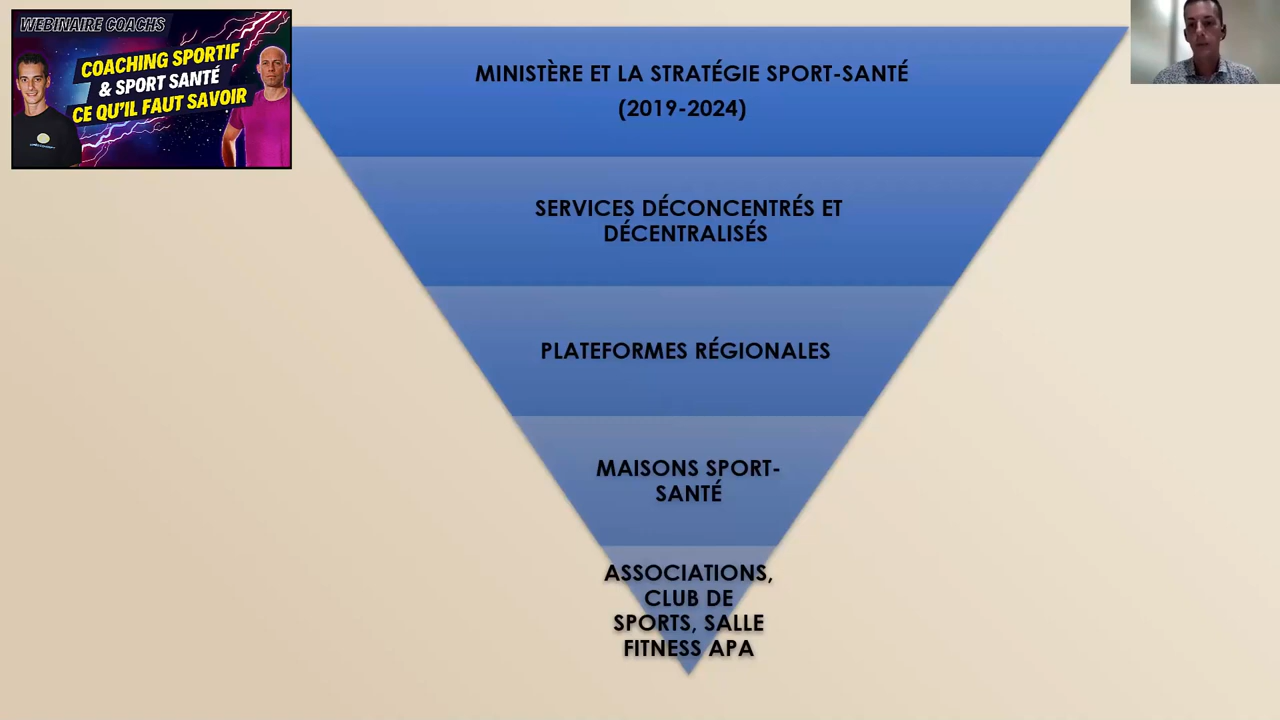 WEBINAIRE COACHS
COACHING SPORTIF
& SPORT SANTÉ
CE QU'IL FAUT SAVOIR
MINISTÈRE ET LA STRATÉGIE SPORT-SANTÉ
(2019-2024)
SERVICES DÉCONCENTRÉS ET
DÉCENTRALISÉS
PLATEFORMES RÉGIONALES
MAISONS SPORT-
SANTÉ
ASSOCIATIONS,
CLUB DE
SPORTS, SALLE
FITNESS APA